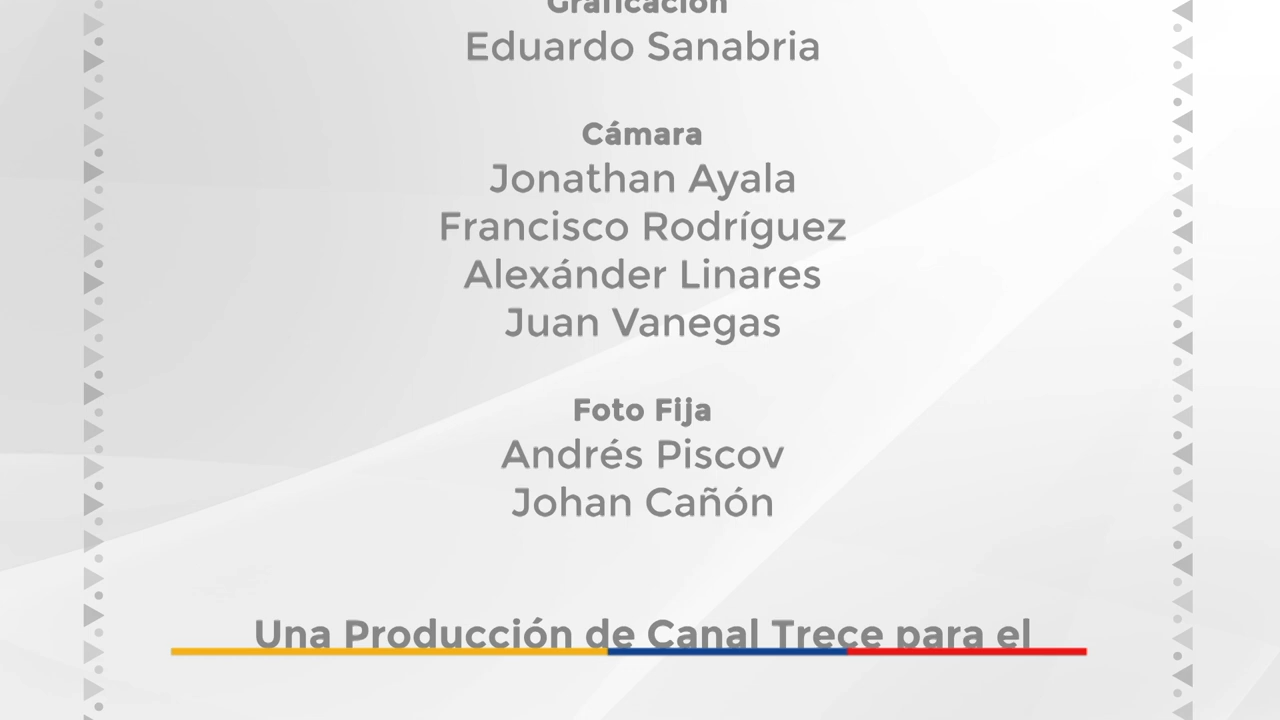 Graficación
Eduardo Sanabria
Cámara
Jonathan Ayala
Francisco Rodríguez
Alexánder Linares
Juan Vanegas
Foto Fija
Andrés Piscov
Johan Cañón
Una Producción de Canal Trece para el